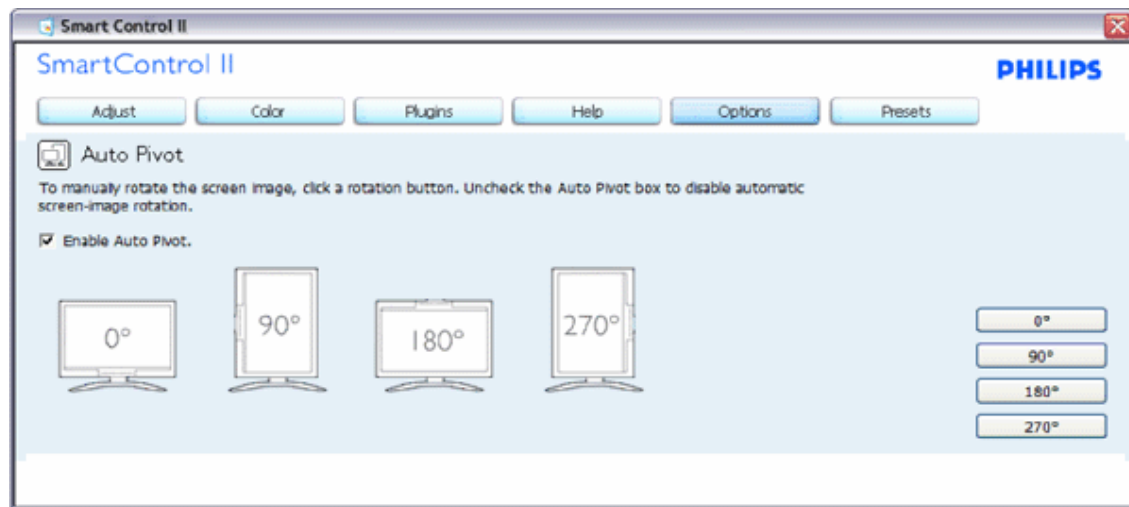 Smart Control II
SmartControl II
PHILIPS
Adjust
Color
Plugins
Help
Options
Presets
Auto Pivot
To manually rotate the screen image, click a rotation button. Uncheck the Auto Pivot box to disable automatic
screen-image rotation.
Enable Auto Pivot.
0°
90°
180°
270°
0°
90°
180°
270°